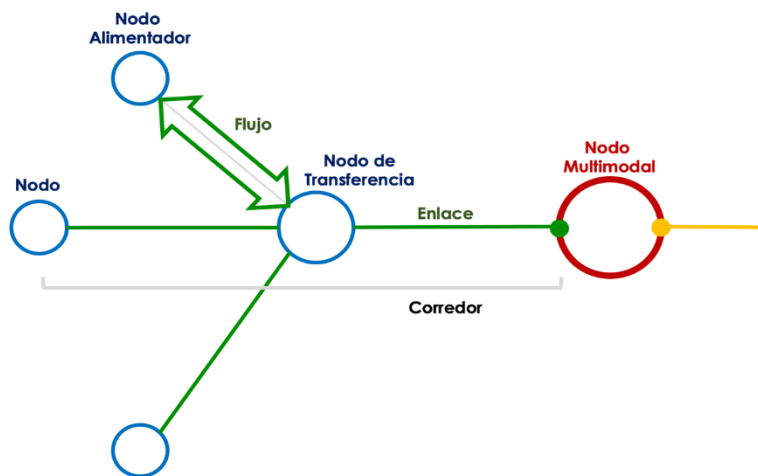 Nodo
Alimentador
Flujo
Nodo
Nodo de
Transferencia
Enlace
Nodo
Multimodal
Corredor